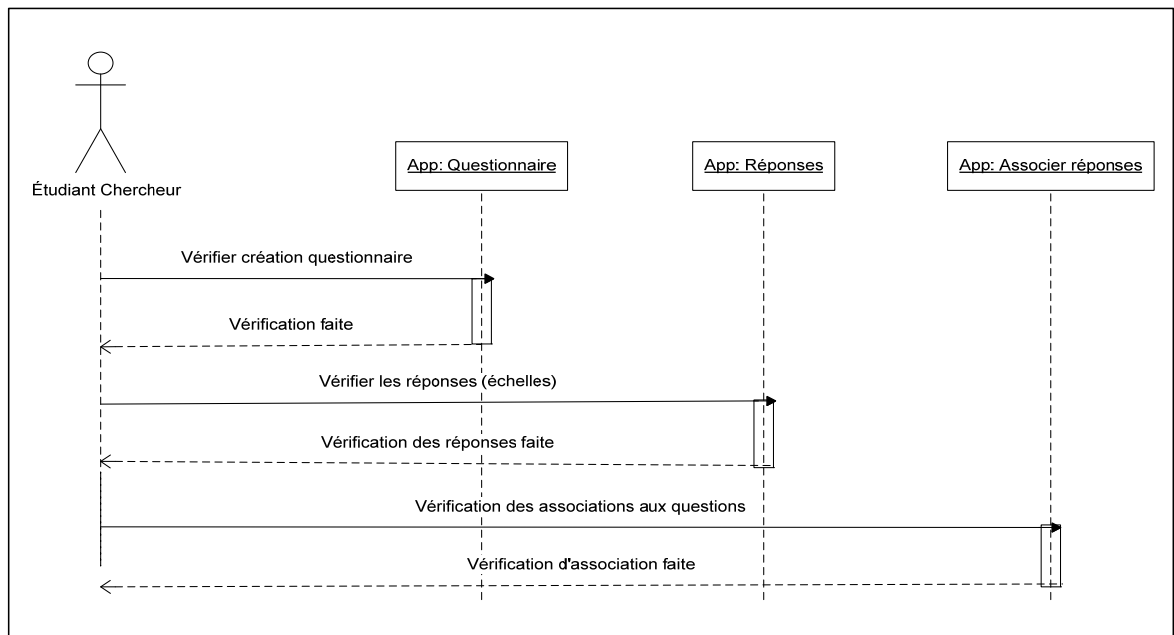 App: Questionnaire
App: Réponses
App: Associer réponses
Étudiant Chercheur
Vérifier création questionnaire
Vérification faite
Vérifier les réponses (échelles)
Vérification des réponses faite
Vérification des associations aux questions
Vérification d'association faite